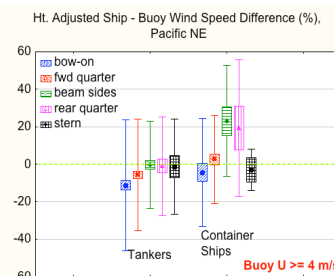 Ht. Adjusted Ship - Buoy Wind Speed Difference (%),
Pacific NE
60
bow-on
fwd quarter
40
beam sides
rear quarter
stern
20
0
-20
-40
Tankers
Container
Ships
Buoy U >= 4 m/s
-60